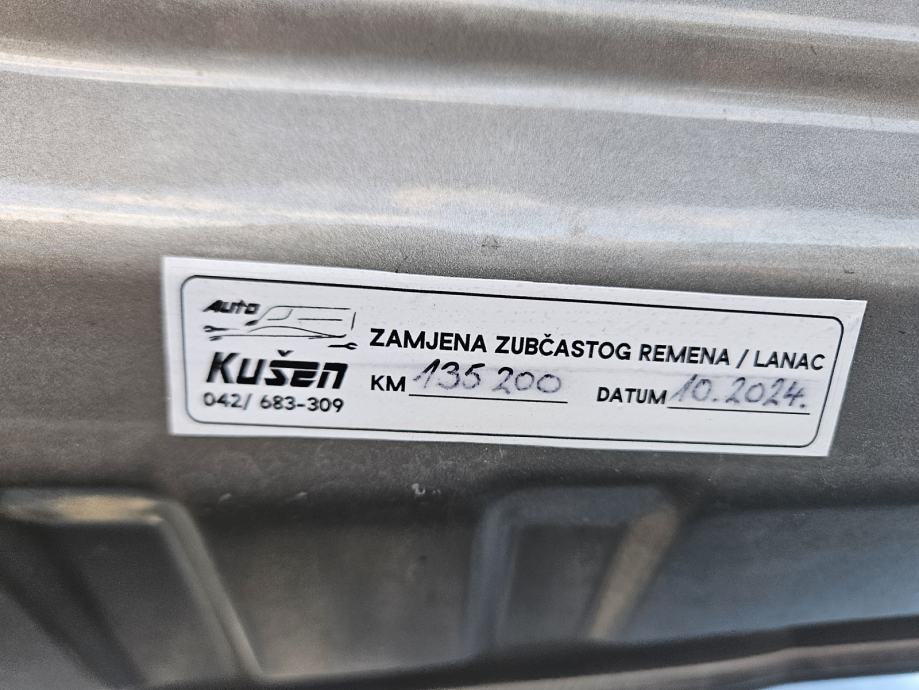 Auto
Kušen
042/ 683-309
ZAMJENA ZUBČASTOG REMENA / LANAC
KM 135 200 DATUM 10.2024.